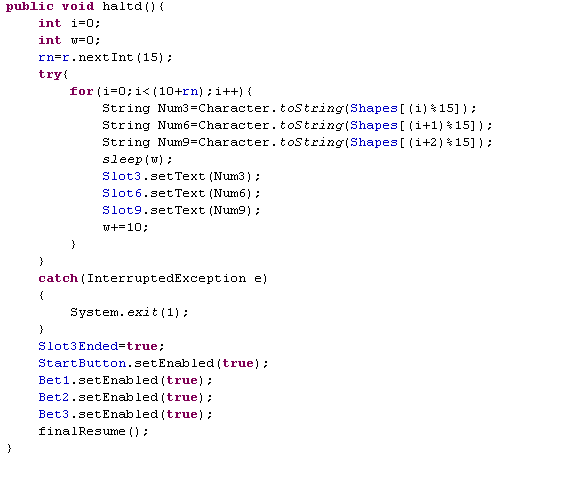 public void haltd(){
    int i=0;
    int w=0;
    rn=r.nextInt(15);
    try{
        for(i=0;i<(10+rn);i++){
            String Num3=Character.toString(Shapes[(i)%15]);
            String Num6=Character.toString(Shapes[(i+1)%15]);
            String Num9=Character.toString(Shapes[(i+2)%15]);
            sleep(w);
            Slot3.setText(Num3);
            Slot6.setText(Num6);
            Slot9.setText(Num9);
            w+=10;
        }
    }
    catch(InterruptedException e)
    {
        System.exit(1);
    }
    Slot3Ended=true;
    StartButton.setEnabled(true);
    Bet1.setEnabled(true);
    Bet2.setEnabled(true);
    Bet3.setEnabled(true);
    finalResume();
}